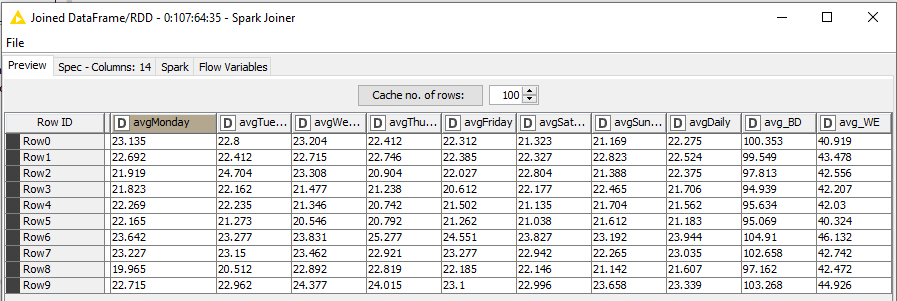 Joined DataFrame/RDD - 0:107:64:35 - Spark Joiner
File
Preview Spec - Columns: 14 Spark Flow Variables
Cache no. of rows: 100
Row ID D avgMonday D avgTue... D avgWe... D avgThu... D avgFriday D avgSat... D avgSun... D avgDaily D avg_BD D avg_WE
Row0 23.135 22.8 23.204 22.412 22.312 21.323 21.169 22.275 100.353 40.919
Row1 22.692 22.412 22.715 22.746 22.385 22.327 22.823 22.524 99.549 43.478
Row2 21.919 24.704 23.308 20.904 22.027 22.804 21.388 22.375 97.813 42.556
Row3 21.823 22.162 21.477 21.238 20.612 22.177 22.465 21.706 94.939 42.207
Row4 22.269 22.235 21.346 20.742 21.502 21.135 21.704 21.562 95.634 42.03
Row5 22.165 21.273 20.546 20.792 21.262 21.038 21.612 21.183 95.069 40.324
Row6 23.642 23.277 23.831 25.277 24.551 23.827 23.192 23.944 104.91 46.132
Row7 23.227 23.15 23.462 22.921 23.277 22.942 22.265 23.035 102.658 42.742
Row8 19.965 20.512 22.892 22.819 22.185 22.146 21.142 21.607 97.162 42.472
Row9 22.715 22.962 24.377 24.015 23.1 22.996 23.658 23.339 103.268 44.926